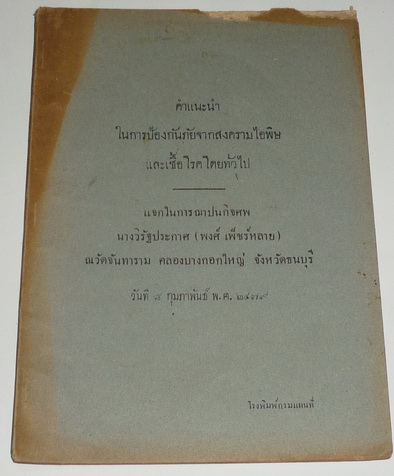 คำแนะนำ
ในการป้องกันภัยจากสงครามไอพิษ
และเชื้อโรคโดยทั่วไป
แจกในการฌาปนกิจศพ
นางวิรัฐประกาศ (พงศ์ เพ็ชร์หลาย)
ณวัดจันทาราม คลองบางกอกใหญ่ จังหวัดธนบุรี
วันที่ ๘ กุมภาพันธ์ พ.ศ. ๒๔๗๙
โรงพิมพ์กรมแผนที่